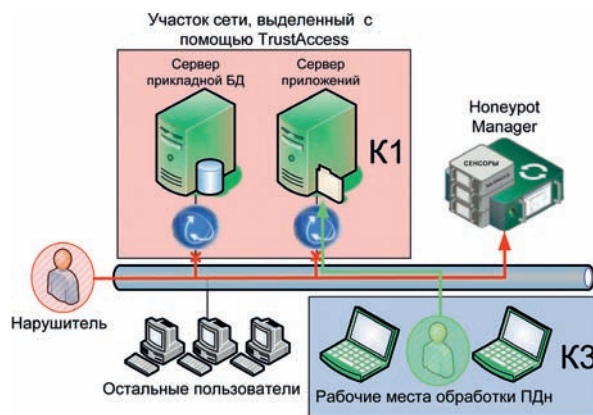 Участок сети, выделенный с
помощью TrustAccess
Сервер
прикладной БД
Сервер
приложений
К1
Honeypot
Manager
СЕНСОРЫ
Нарушитель
Остальные пользователи
Рабочие места обработки ПДн
К3